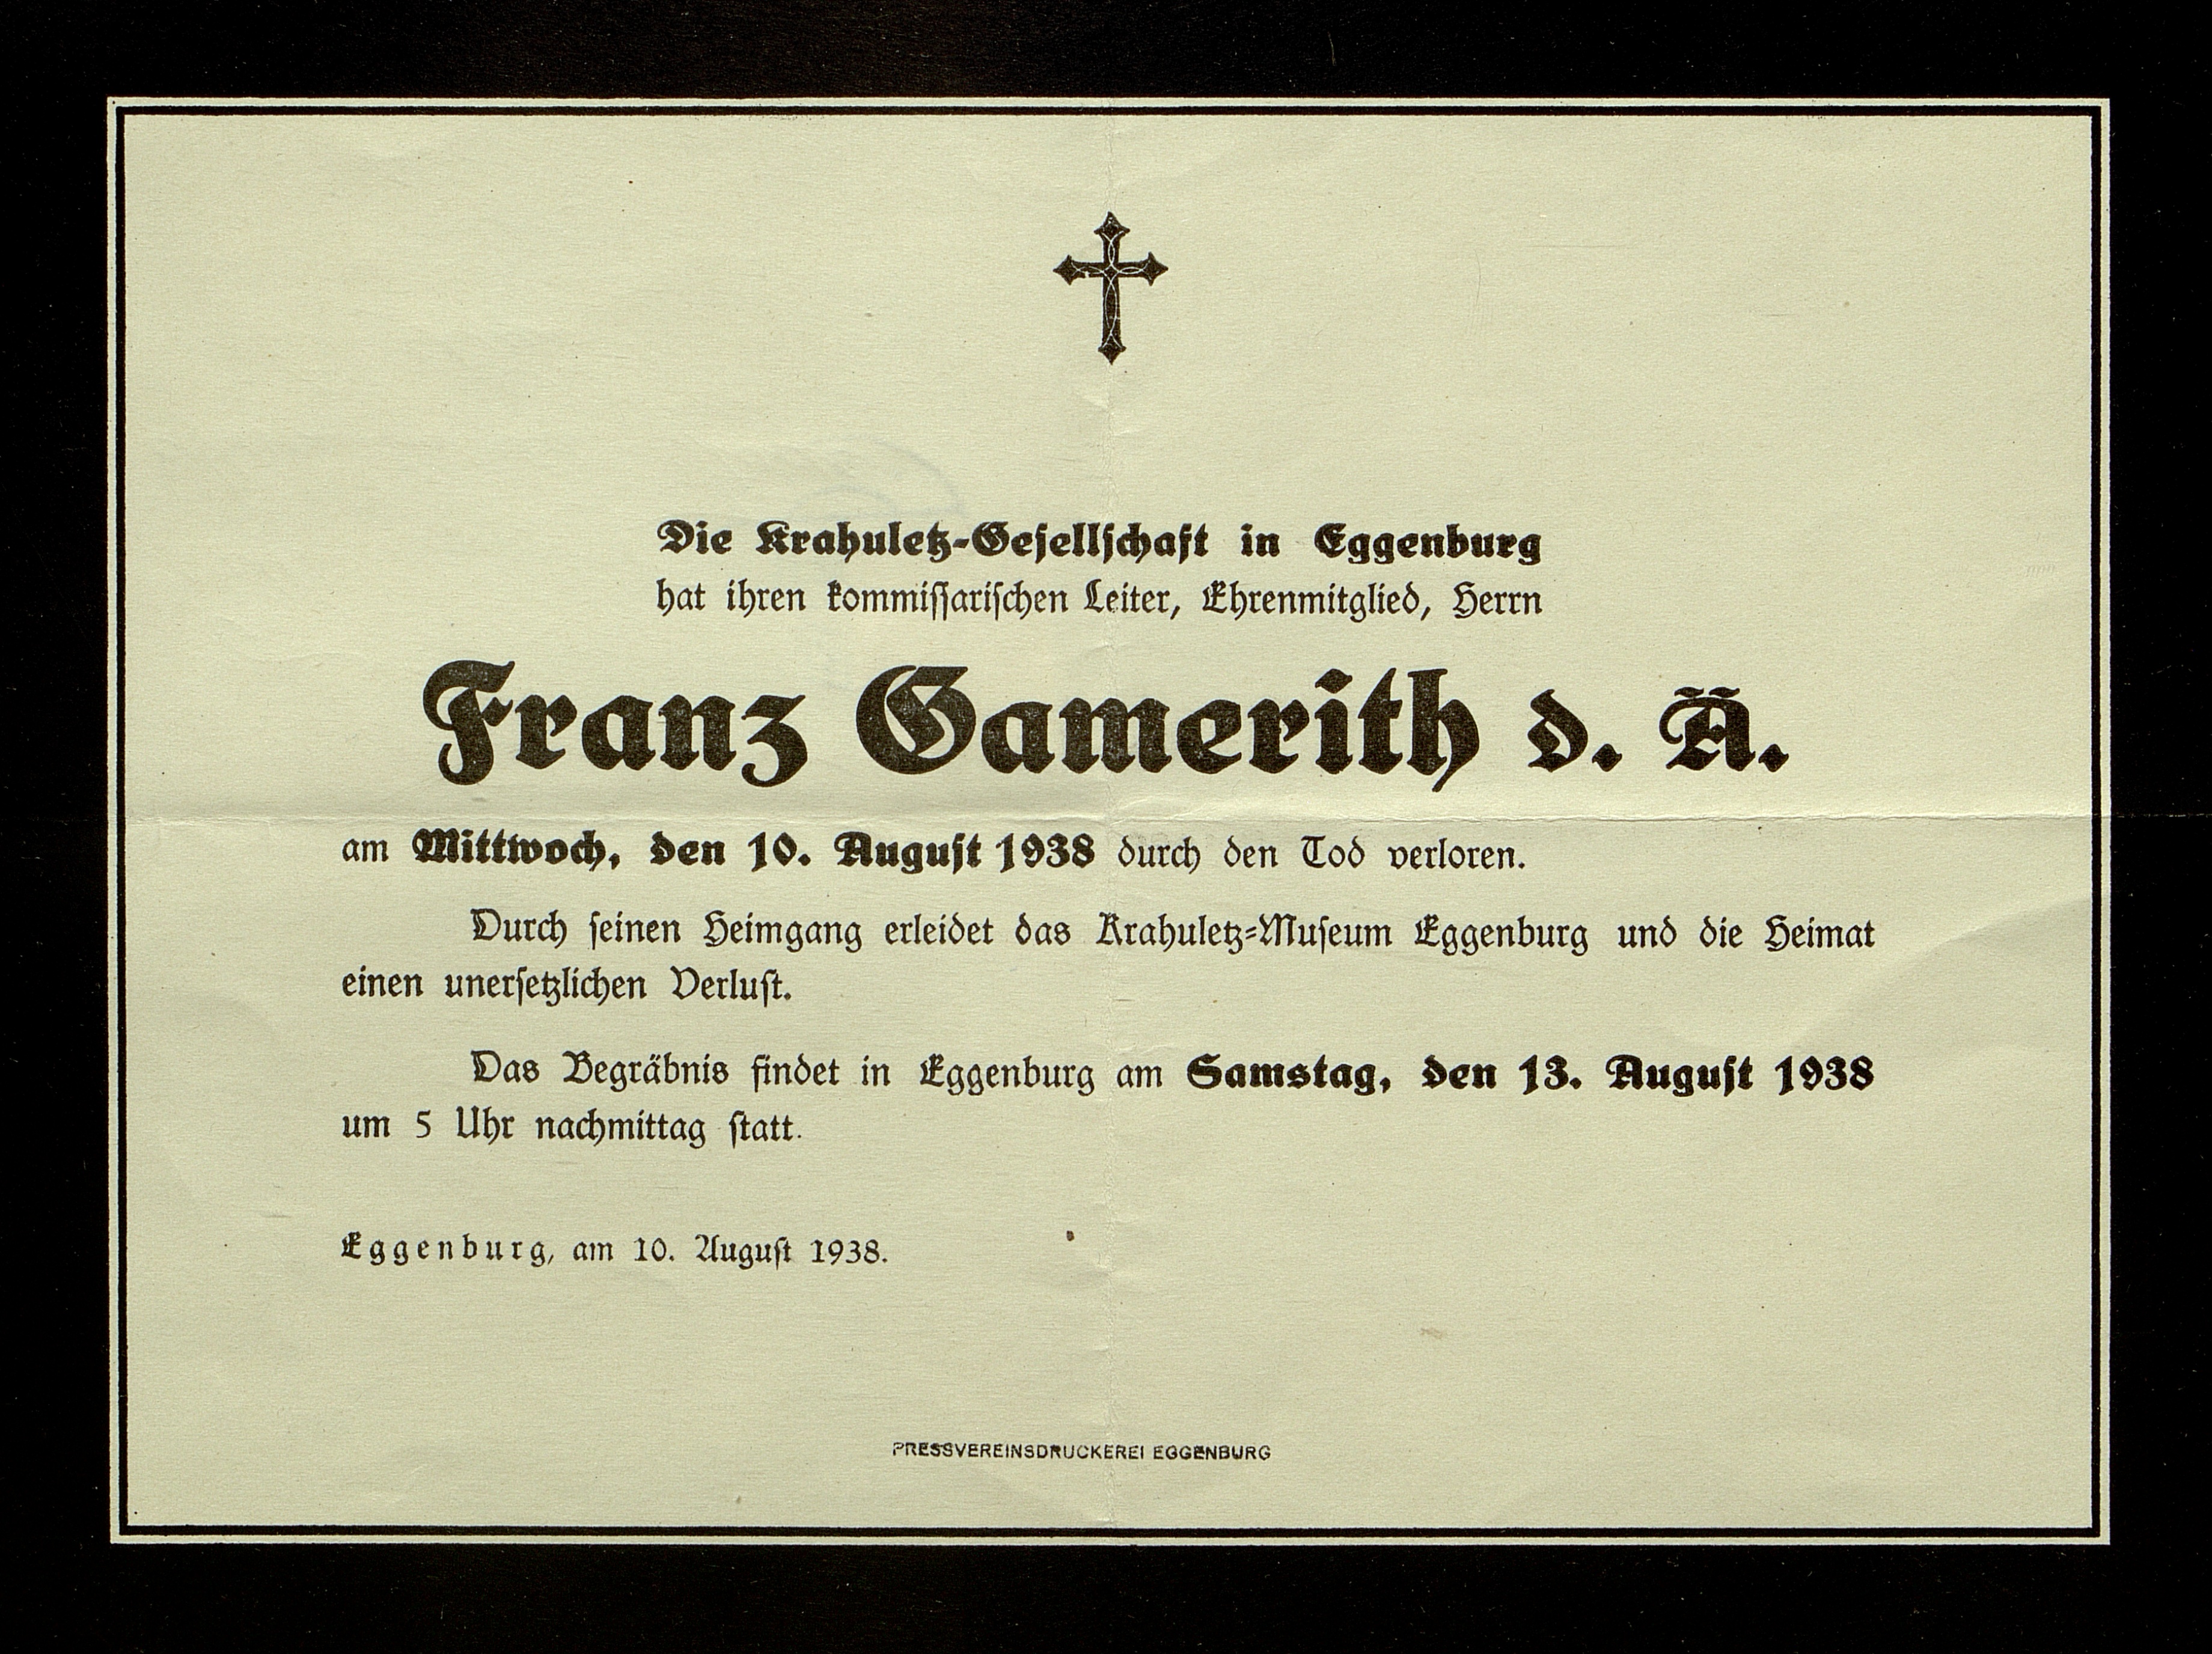 Die Krahuletz-Gesellschaft in Eggenburg
hat ihren kommissarischen Leiter, Ehrenmitglied, Herrn
Franz Gamerith d. Ä.
am Mittwoch, den 10. August 1938 durch den Tod verloren.
Durch seinen Heimgang erleidet das Krahuletz-Museum Eggenburg und die Heimat
einen unersetzlichen Verlust.
Das Begräbnis findet in Eggenburg am Samstag, den 13. August 1938
um 5 Uhr nachmittag statt.
Eggenburg, am 10. August 1938.
PRESSVEREINSDRUCKEREI EGGENBURG